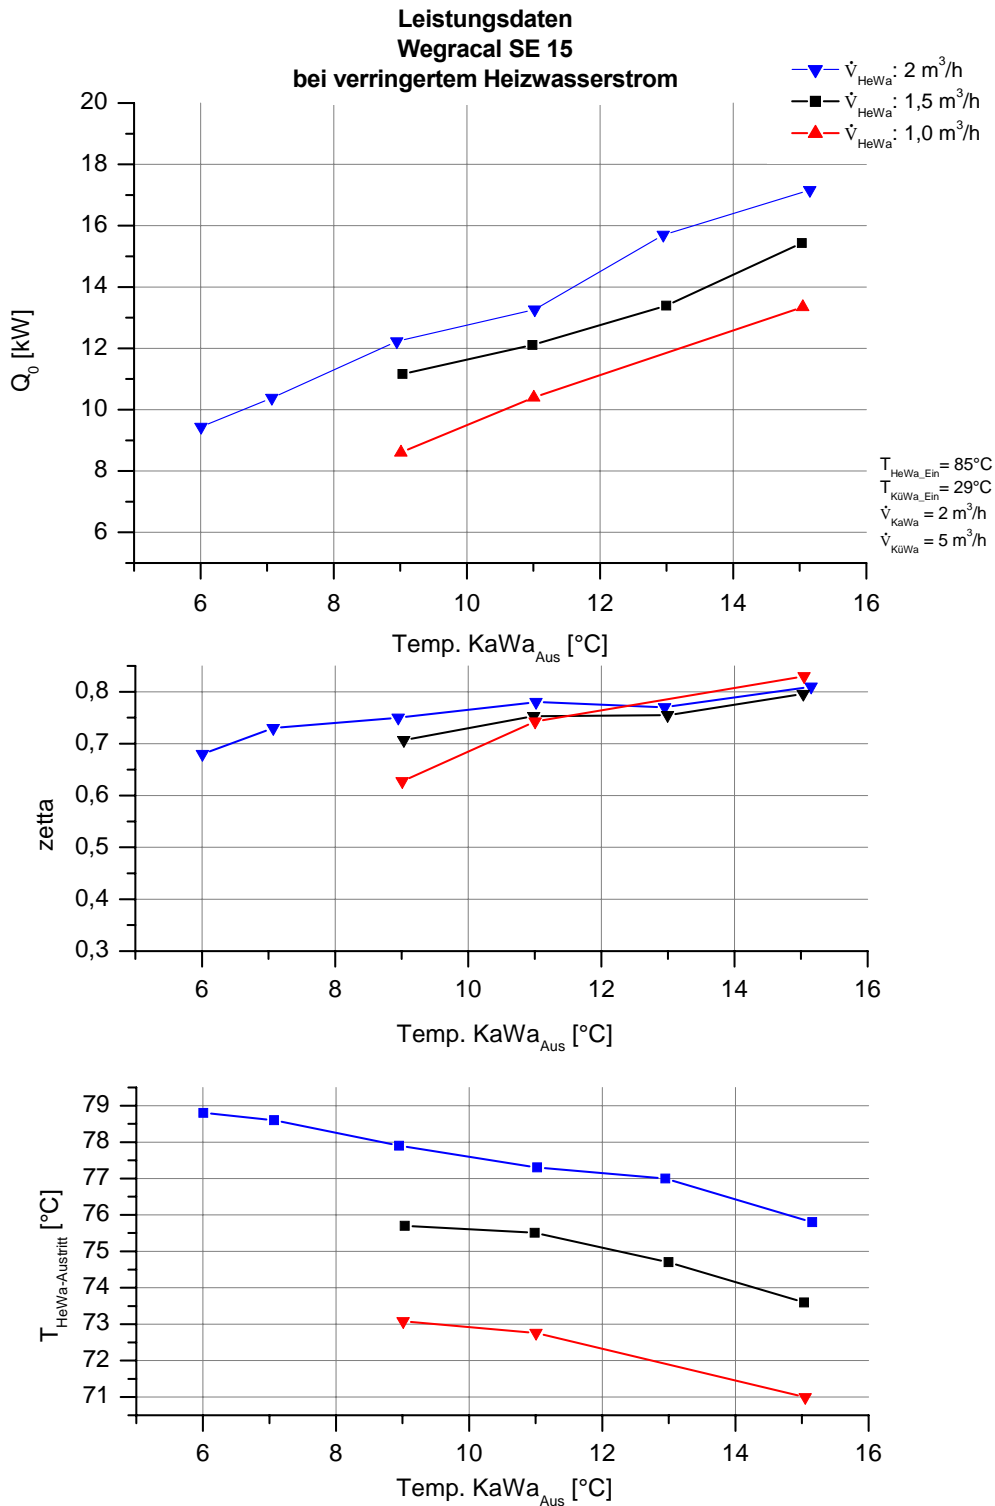 Leistungsdaten
Wegracal SE 15
bei verringertem Heizwasserstrom
V̇HeWa: 2 m³/h
V̇HeWa: 1,5 m³/h
V̇HeWa: 1,0 m³/h
20
18
16
14
12
10
8
6
Q0 [kW]
6 8 10 12 14 16
Temp. KaWaAus [°C]
THeWa_Ein= 85°C
TKüWa_Ein= 29°C
V̇KaWa = 2 m³/h
V̇KüWa = 5 m³/h
0,8
0,7
0,6
0,5
0,4
0,3
zetta
6 8 10 12 14 16
Temp. KaWaAus [°C]
79
78
77
76
75
74
73
72
71
THeWa-Austritt [°C]
6 8 10 12 14 16
Temp. KaWaAus [°C]